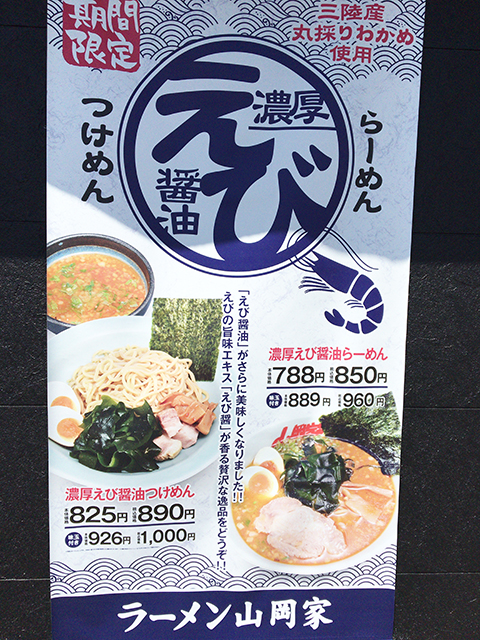 期間
限定
三陸産
丸採りわかめ
使用
濃厚
えび
醤油
つけめん
らーめん
「えび醤油」がさらに美味しくなりました!!
えびの旨味エキス「えび醤」が香る贅沢な逸品をどうぞ!!
濃厚えび醤油らーめん
788円 850円
889円 960円
濃厚えび醤油つけめん
825円 890円
926円 1,000円
ラーメン山岡家